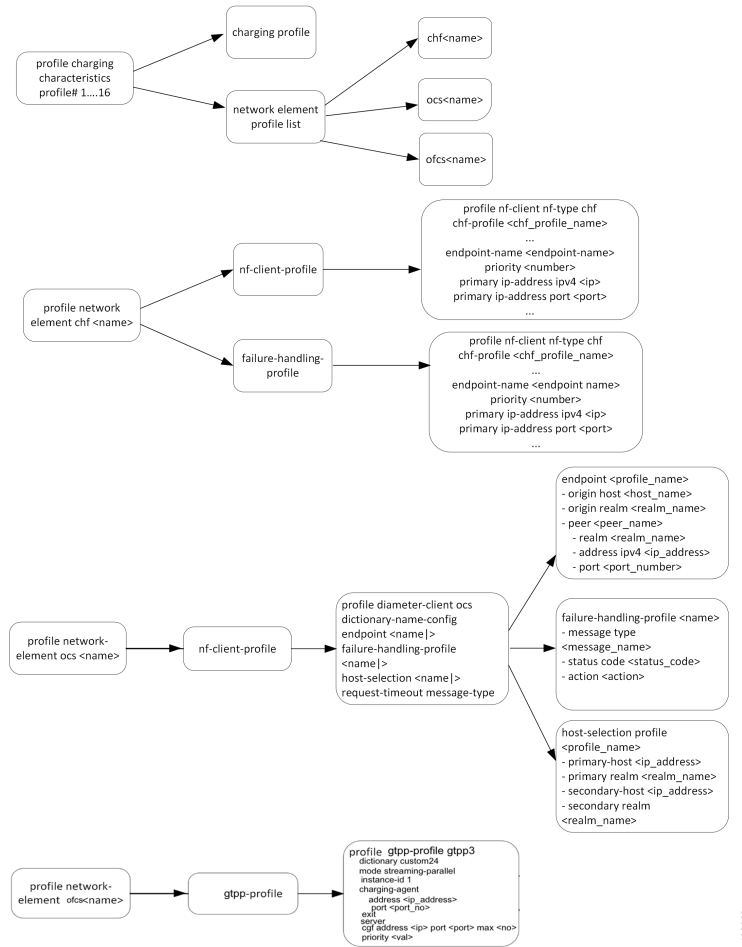 charging profile
profile charging
characteristics
profile# 1....16
network element
profile list
chf<name>
ocs<name>
ofcs<name>
profile network
element chf <name>
nf-client-profile
profile nf-client nf-type chf
chf-profile <chf_profile_name>
...
endpoint-name <endpoint-name>
priority <number>
primary ip-address ipv4 <ip>
primary ip-address port <port>
...
failure-handling-
profile
profile nf-client nf-type chf
chf-profile <chf_profile_name>
...
endpoint-name <endpoint name>
priority <number>
primary ip-address ipv4 <ip>
primary ip-address port <port>
...
profile network-
element ocs <name>
nf-client-profile
profile diameter-client ocs
dictionary-name-config
endpoint <name|>
failure-handling-profile
<name|>
host-selection <name|>
request-timeout message-type
endpoint <profile_name>
- origin host <host_name>
- origin realm <realm_name>
- peer <peer_name>
- realm <realm_name>
- address ipv4 <ip_address>
- port <port_number>
failure-handling-profile <name>
- message type
<message_name>
- status code <status_code>
- action <action>
host-selection profile
<profile_name>
- primary-host <ip_address>
- primary realm <realm_name>
- secondary-host <ip_address>
- secondary realm
<realm_name>
profile network-
element ofcs<name>
gtpp-profile
profile gtpp-profile gtpp3
dictionary custom24
mode streaming-parallel
instance-id 1
charging-agent
address <ip_address>
port <port_no>
exit
server
cgf address <ip> port <port> max <no>
priority <val>